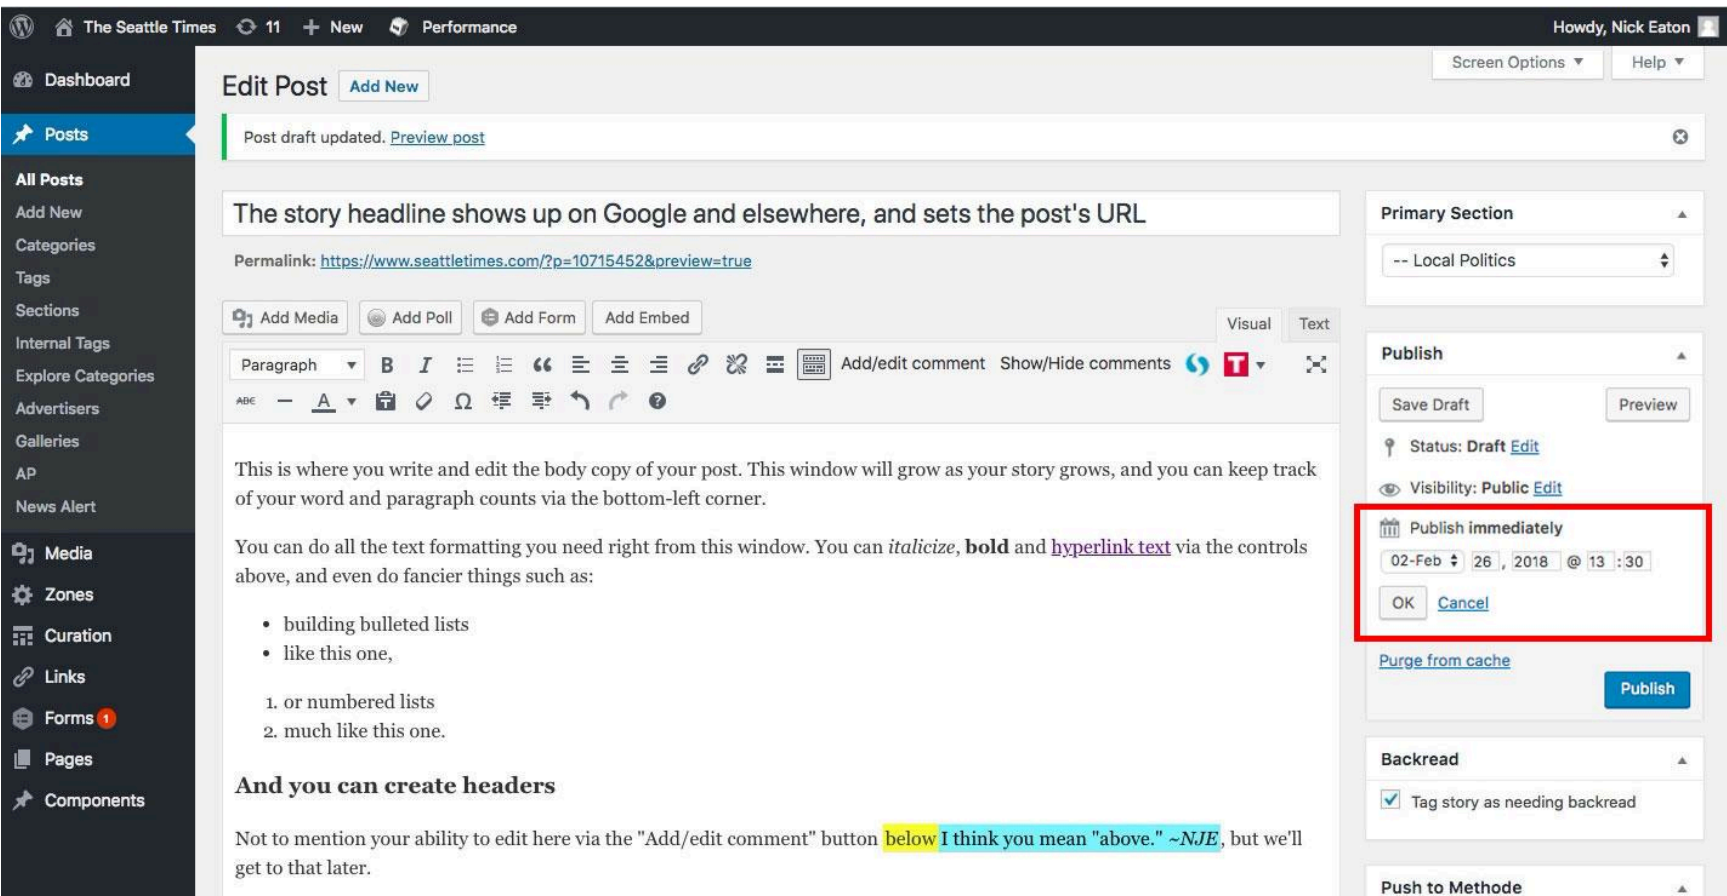 The Seattle Times 11 New Performance Howdy, Nick Eaton
Dashboard
Posts
All Posts
Add New
Categories
Tags
Sections
Internal Tags
Explore Categories
Advertisers
Galleries
AP
News Alert
Media
Zones
Curation
Links
Forms 1
Pages
Components
Screen Options Help
Edit Post Add New
Post draft updated. Preview post
The story headline shows up on Google and elsewhere, and sets the post's URL
Permalink: https://www.seattletimes.com/?p=10715452&preview=true
Add Media Add Poll Add Form Add Embed
Visual Text
Paragraph B I Add/edit comment Show/Hide comments T
ABE A Ω
This is where you write and edit the body copy of your post. This window will grow as your story grows, and you can keep track
of your word and paragraph counts via the bottom-left corner.
You can do all the text formatting you need right from this window. You can italicize, bold and hyperlink text via the controls
above, and even do fancier things such as:
• building bulleted lists
• like this one,
1. or numbered lists
2. much like this one.
And you can create headers
Not to mention your ability to edit here via the "Add/edit comment" button below I think you mean "above." ~NJE, but we'll
get to that later.
Primary Section
-- Local Politics
Publish
Save Draft Preview
Status: Draft Edit
Visibility: Public Edit
Publish immediately
02-Feb 26 , 2018 @ 13 : 30
OK Cancel
Purge from cache
Publish
Backread
Tag story as needing backread
Push to Methode